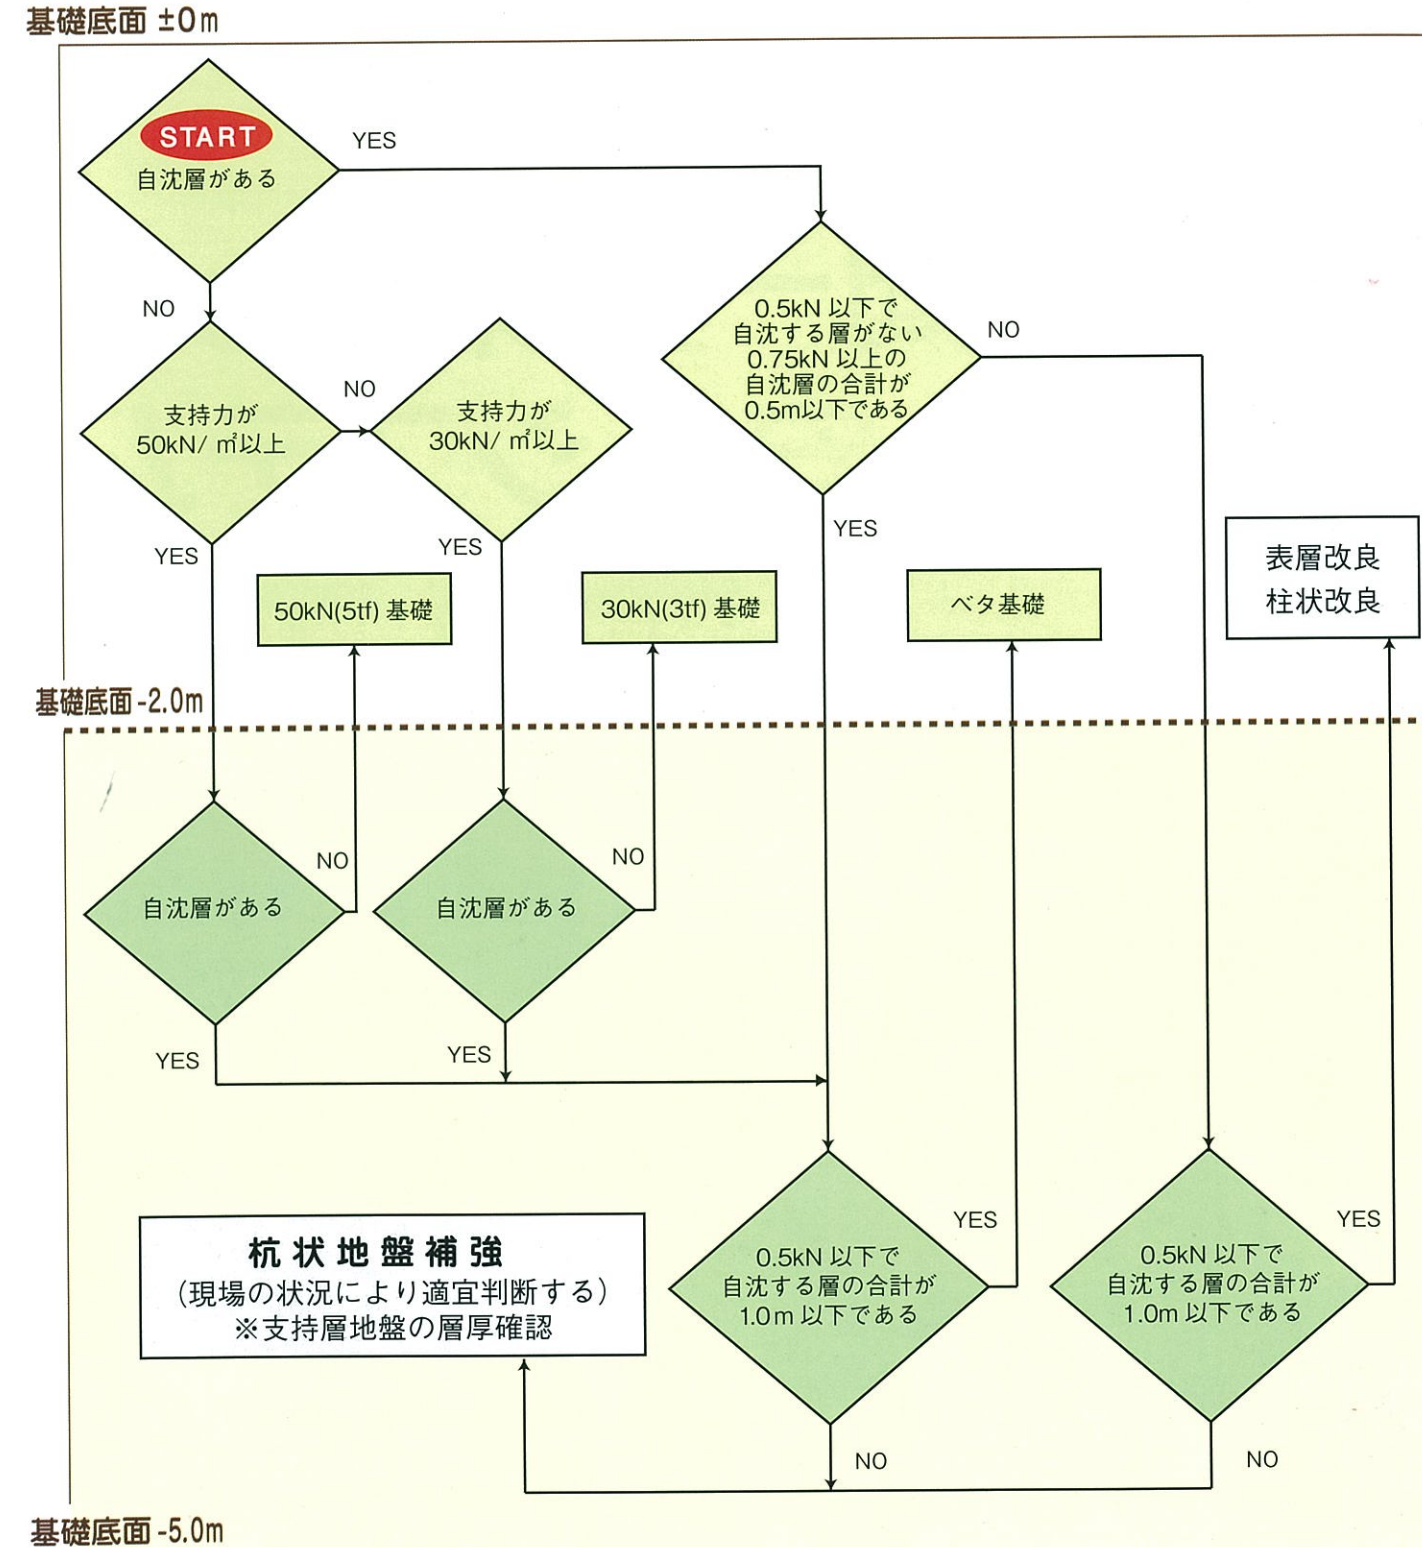 基礎底面 ±0m
START
自沈層がある
YES
NO
0.5kN 以下で
自沈する層がない
0.75kN 以上の
自沈層の合計が
0.5m以下である
NO
支持力が
50kN/ ㎡以上
NO
支持力が
30kN/ ㎡以上
YES
YES
YES
50kN(5tf) 基礎
30kN(3tf) 基礎
ベタ基礎
表層改良
柱状改良
基礎底面 -2.0m
自沈層がある
NO
自沈層がある
NO
YES
YES
杭状地盤補強
(現場の状況により適宜判断する)
※支持層地盤の層厚確認
0.5kN 以下で
自沈する層の合計が
1.0m 以下である
YES
0.5kN 以下で
自沈する層の合計が
1.0m 以下である
YES
NO
NO
基礎底面 -5.0m